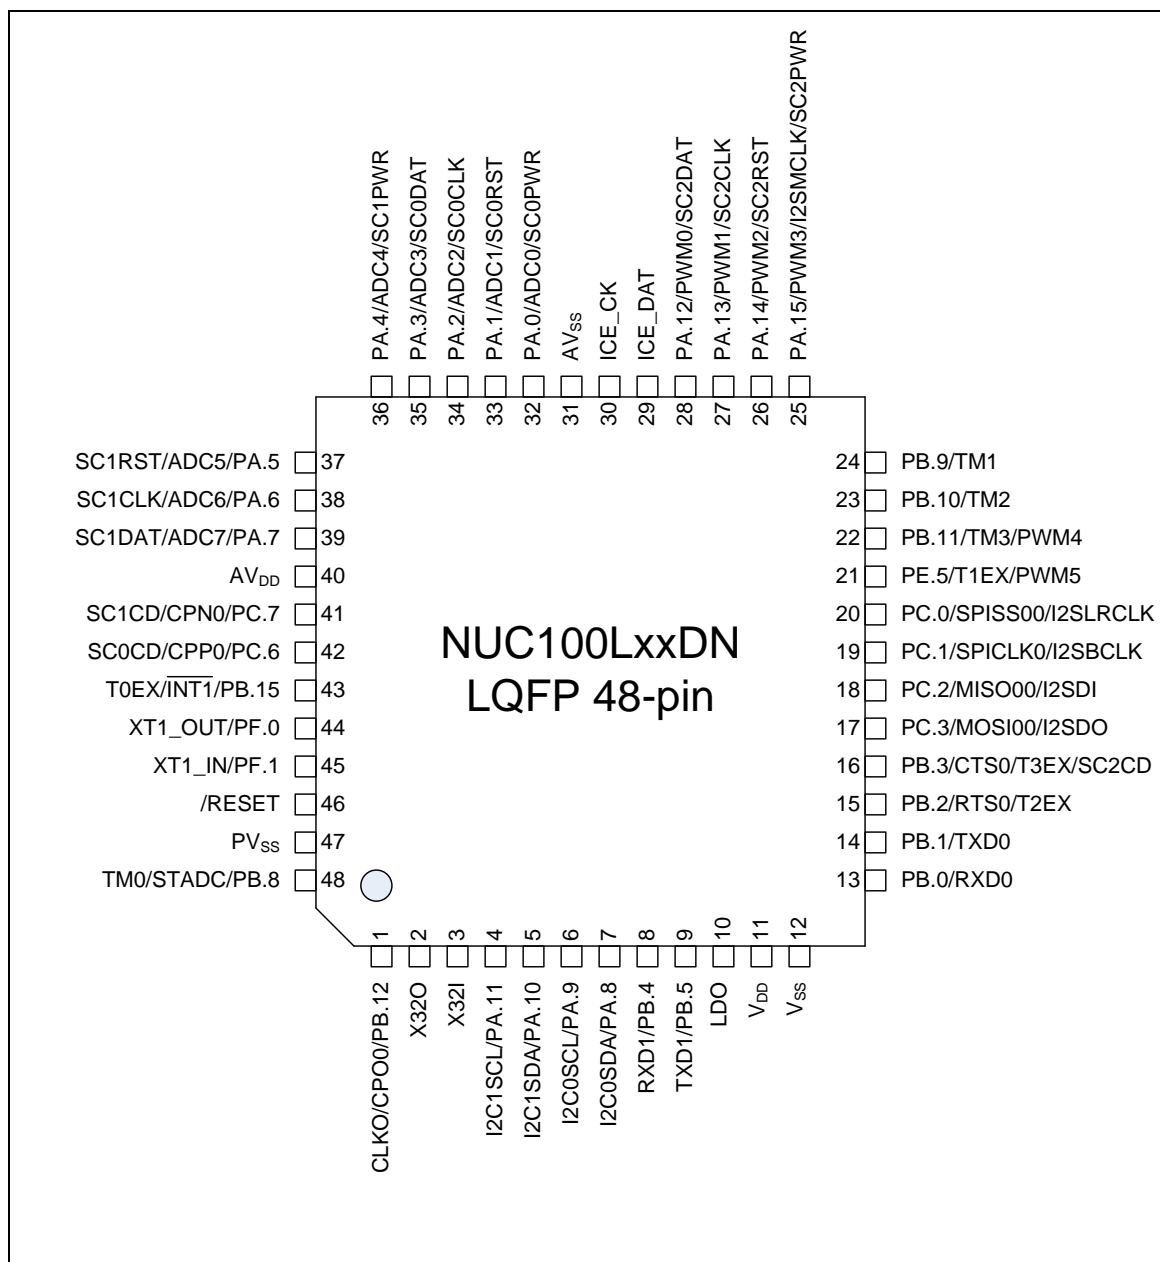 PA.4/ADC4/SC1PWR
PA.3/ADC3/SC0DAT
PA.2/ADC2/SC0CLK
PA.1/ADC1/SC0RST
PA.0/ADC0/SC0PWR
AVSS
ICE_CK
ICE_DAT
PA.12/PWM0/SC2DAT
PA.13/PWM1/SC2CLK
PA.14/PWM2/SC2RST
PA.15/PWM3/I2SMCLK/SC2PWR
36
35
34
33
32
31
30
29
28
27
26
25
SC1RST/ADC5/PA.5 37
SC1CLK/ADC6/PA.6 38
SC1DAT/ADC7/PA.7 39
AVDD 40
SC1CD/CPN0/PC.7 41
SC0CD/CPP0/PC.6 42
T0EX/INT1/PB.15 43
XT1_OUT/PF.0 44
XT1_IN/PF.1 45
/RESET 46
PVSS 47
TM0/STADC/PB.8 48
NUC100LxxDN
LQFP 48-pin
24 PB.9/TM1
23 PB.10/TM2
22 PB.11/TM3/PWM4
21 PE.5/T1EX/PWM5
20 PC.0/SPISS00/I2SLRCLK
19 PC.1/SPICLK0/I2SBCLK
18 PC.2/MISO00/I2SDI
17 PC.3/MOSI00/I2SDO
16 PB.3/CTS0/T3EX/SC2CD
15 PB.2/RTS0/T2EX
14 PB.1/TXD0
13 PB.0/RXD0
1
2
3
4
5
6
7
8
9
10
11
12
CLKO/CPO0/PB.12
X32O
X32I
I2C1SCL/PA.11
I2C1SDA/PA.10
I2C0SCL/PA.9
I2C0SDA/PA.8
RXD1/PB.4
TXD1/PB.5
LDO
VDD
VSS